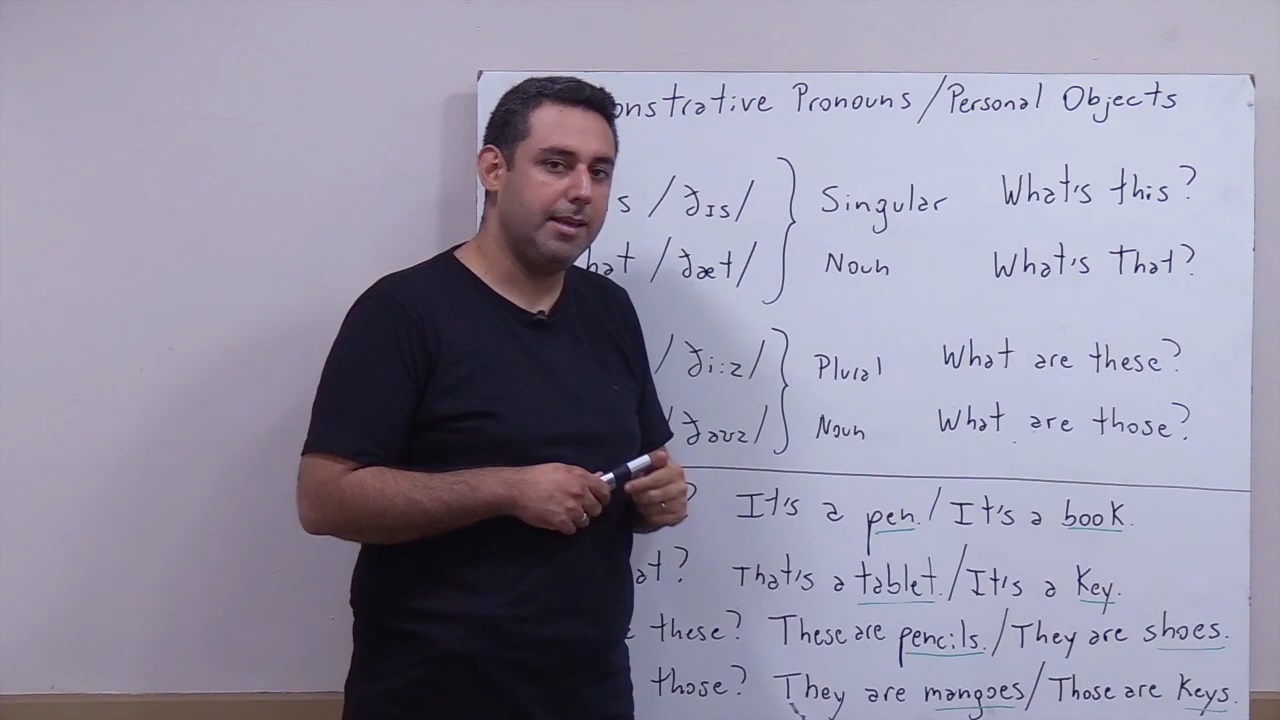 onstrative Pronouns / Personal Objects
s /ðɪs/ } Singular What's this?
hat /ðæt/ } Noun What's That?
/ði:z/ } Plural What are these?
/ðəʊz/ } Noun What are those?
? It's a pen. / It's a book.
at? That's a tablet. / It's a Key.
e these? These are pencils. / They are shoes.
those? They are mangoes / Those are Keys.